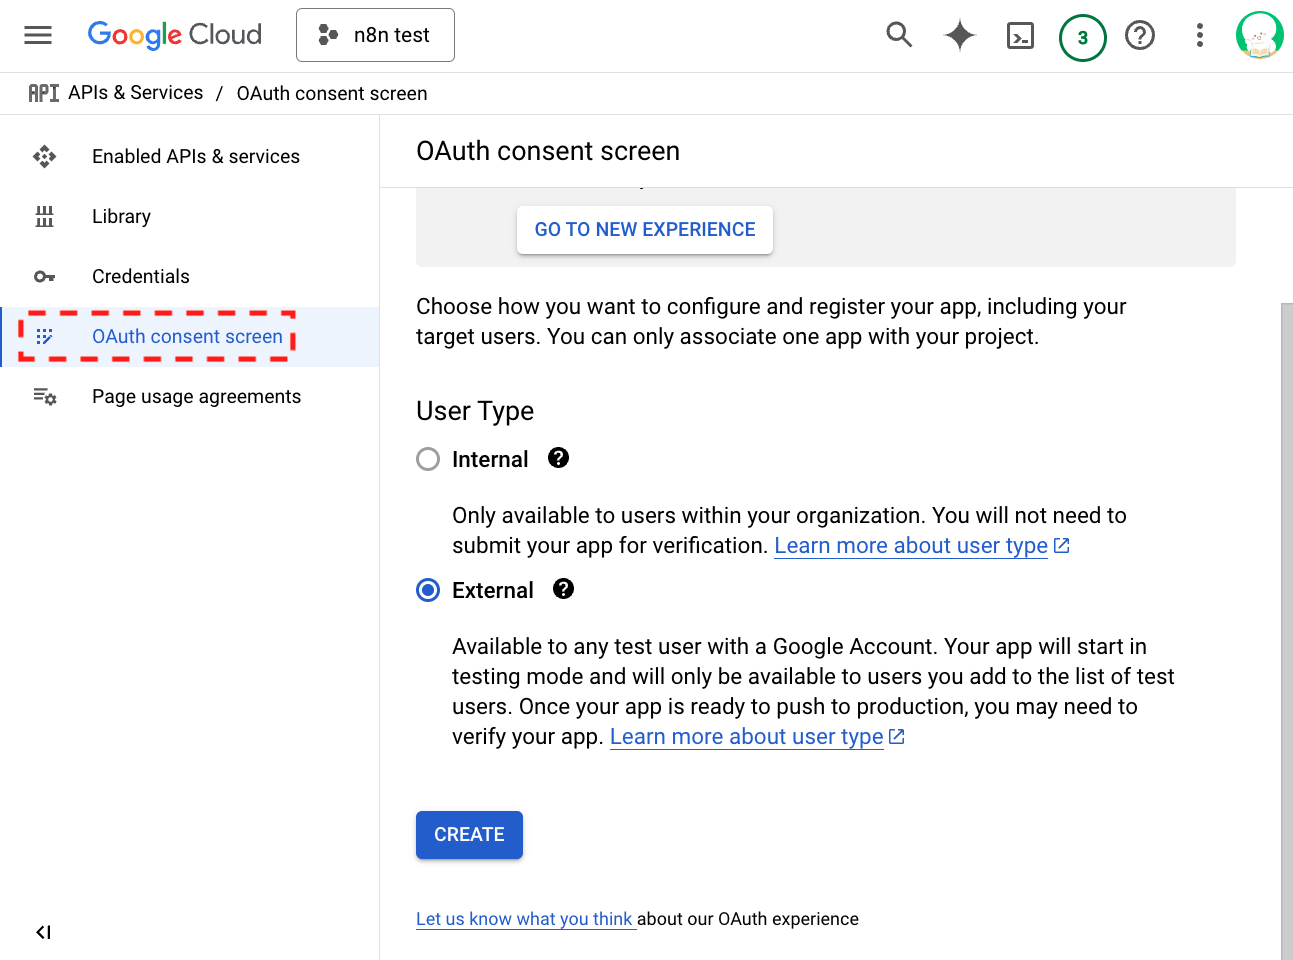 Google Cloud
n8n test
3
API APIs & Services / OAuth consent screen
Enabled APIs & services
Library
Credentials
OAuth consent screen
Page usage agreements
OAuth consent screen
GO TO NEW EXPERIENCE
Choose how you want to configure and register your app, including your
target users. You can only associate one app with your project.
User Type
Internal
Only available to users within your organization. You will not need to
submit your app for verification. Learn more about user type
External
Available to any test user with a Google Account. Your app will start in
testing mode and will only be available to users you add to the list of test
users. Once your app is ready to push to production, you may need to
verify your app. Learn more about user type
CREATE
Let us know what you think about our OAuth experience